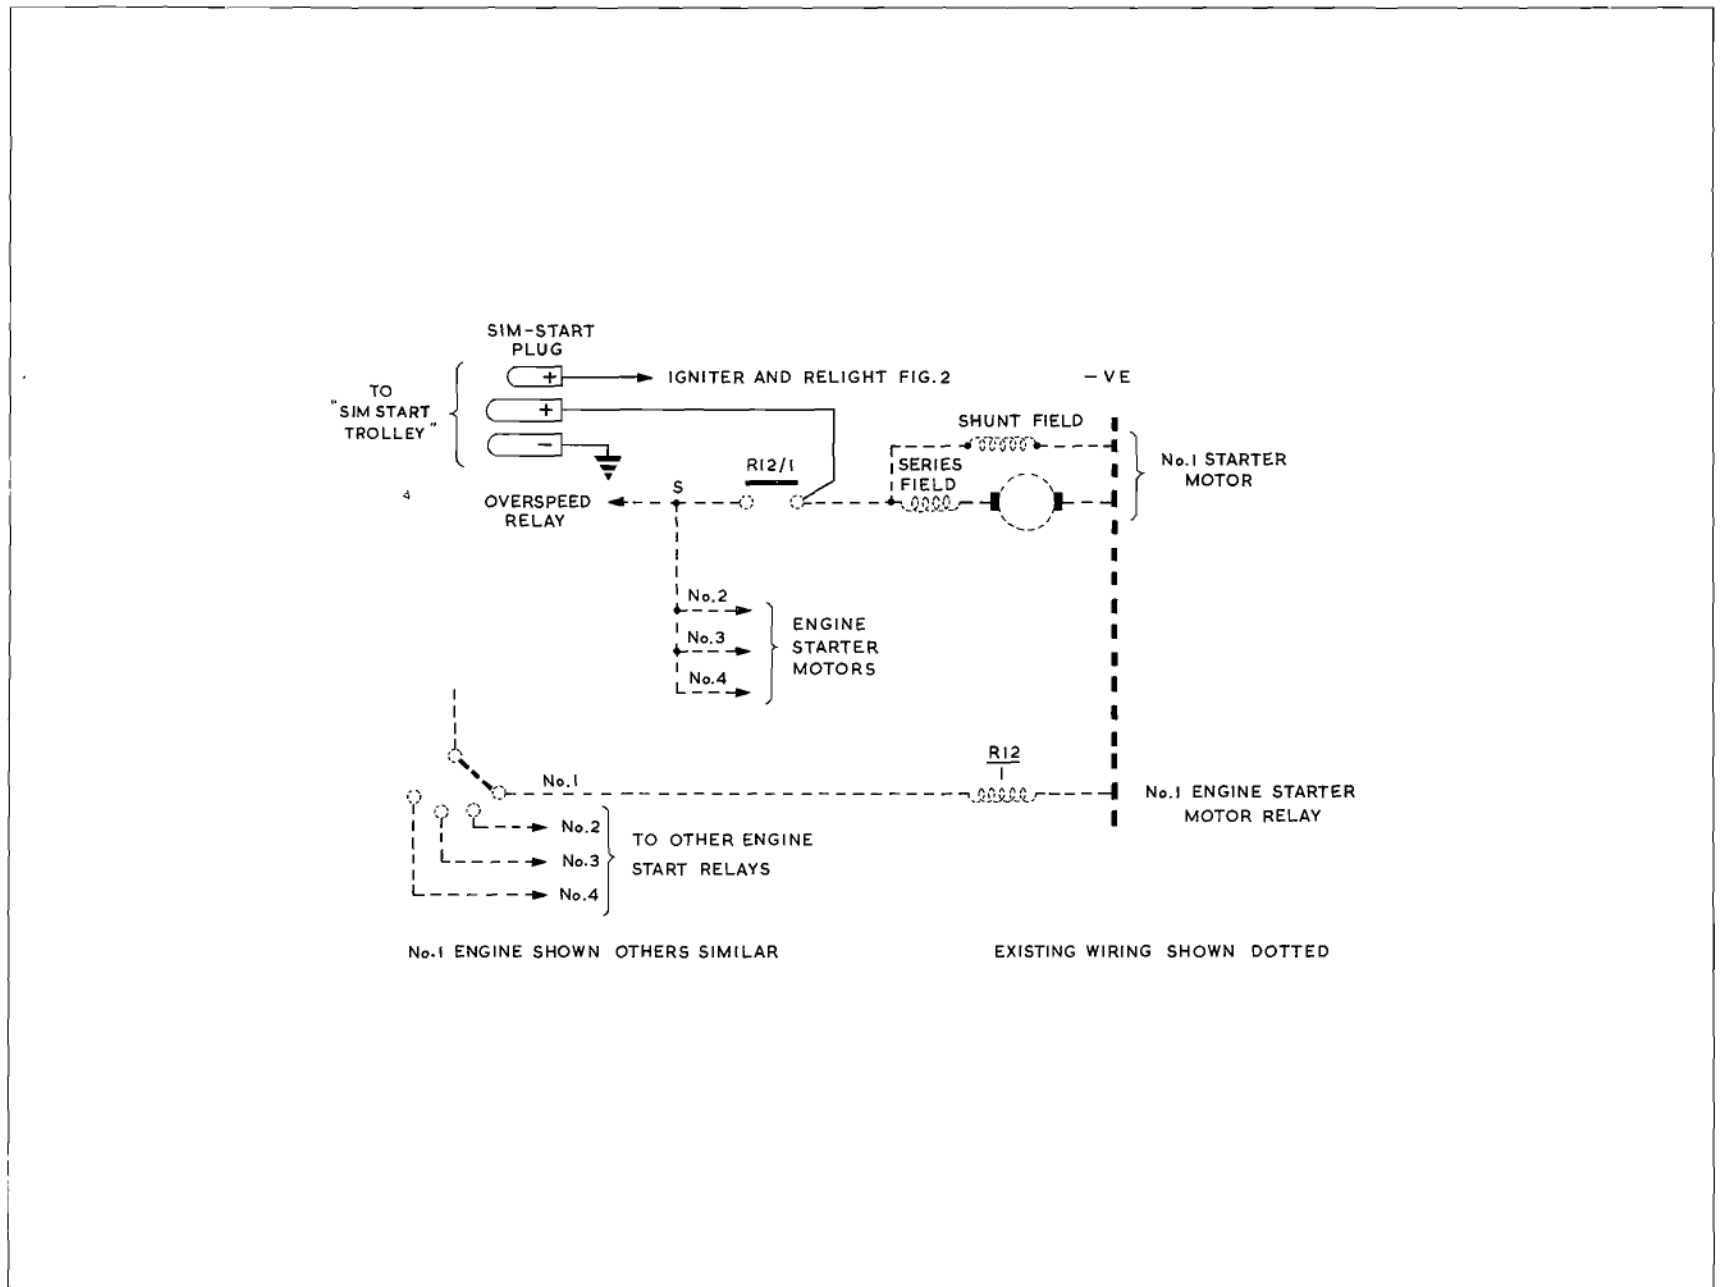 SIM-START
PLUG
+
IGNITER AND RELIGHT FIG.2
-VE
TO
"SIM START
TROLLEY"
+
-
SHUNT FIELD
R12/1
SERIES
FIELD
No.1 STARTER
MOTOR
S
OVERSPEED
RELAY
No.2
No.3
No.4
ENGINE
STARTER
MOTORS
R12
1
No.1
No.1 ENGINE STARTER
MOTOR RELAY
No.2
No.3
No.4
TO OTHER ENGINE
START RELAYS
No.1 ENGINE SHOWN OTHERS SIMILAR
EXISTING WIRING SHOWN DOTTED